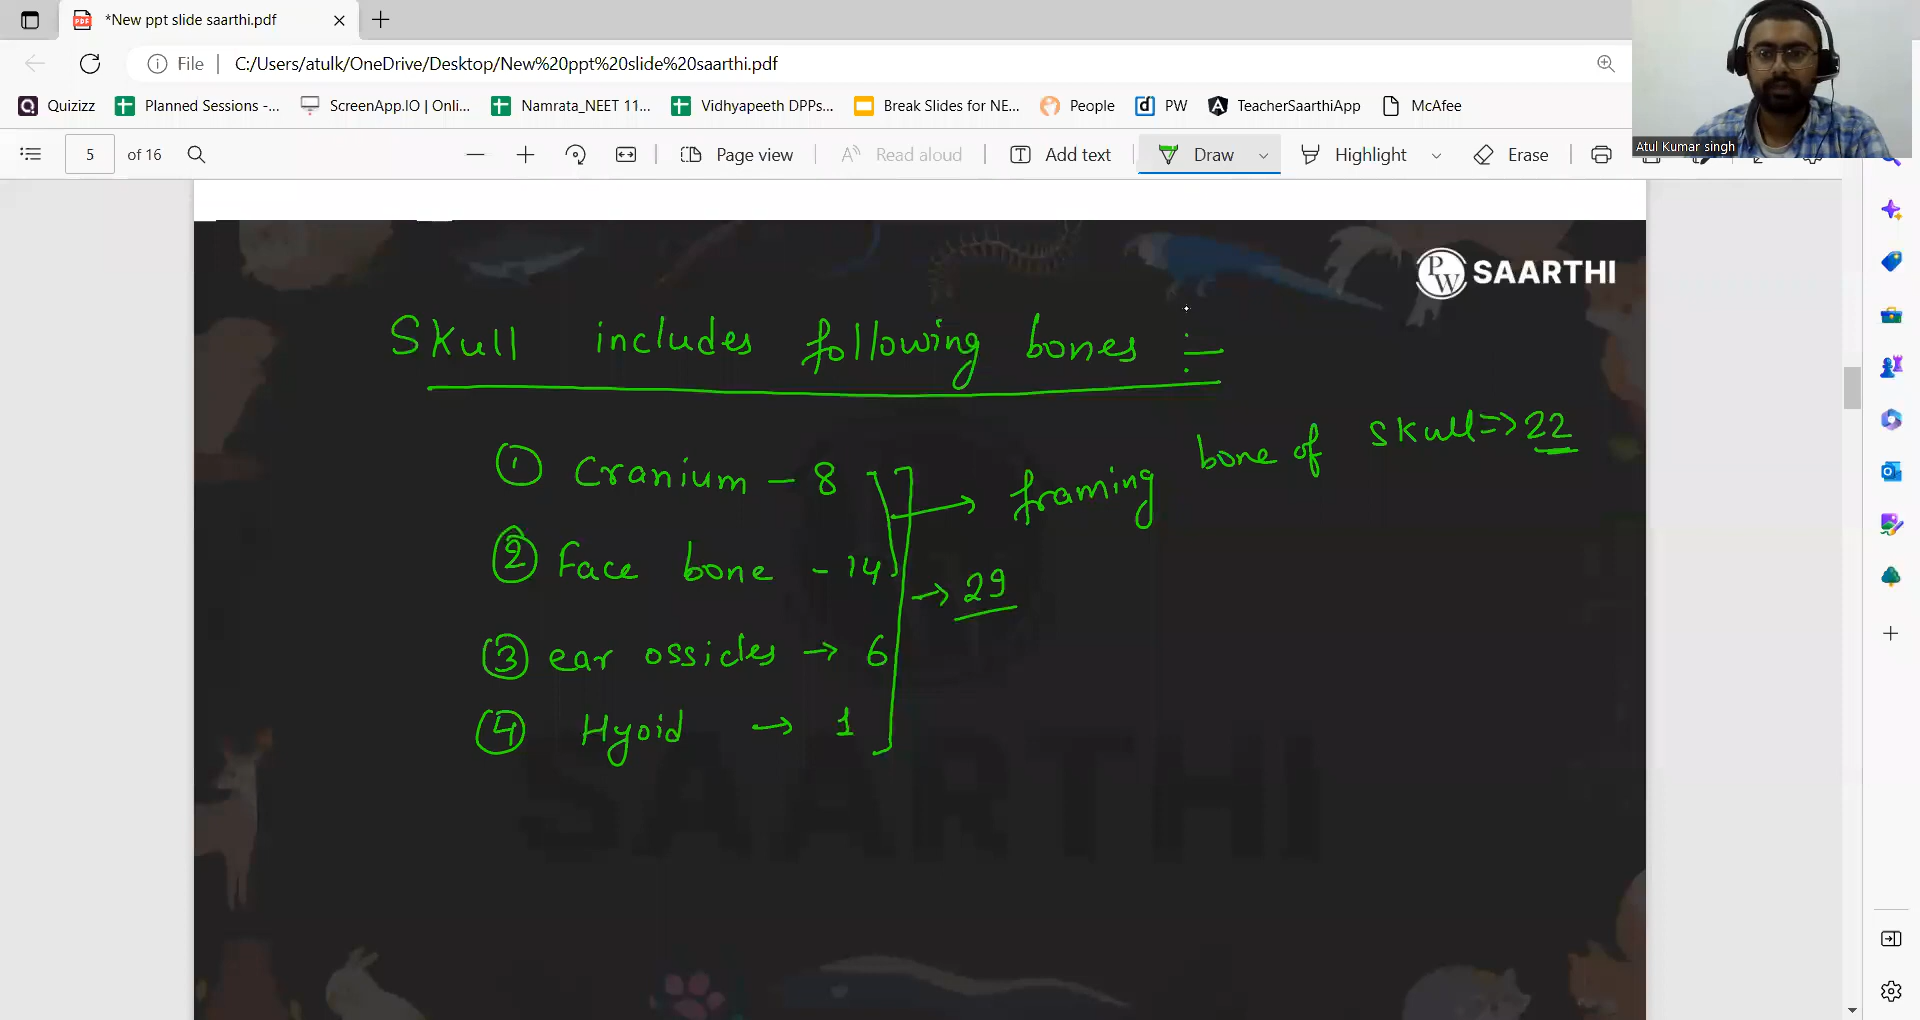 *New ppt slide saarthi.pdf
File
C:/Users/atulk/OneDrive/Desktop/New%20ppt%20slide%20saarthi.pdf
Quizizz
Planned Sessions -...
ScreenApp.IO | Onli...
Namrata_NEET 11...
Vidhyapeeth DPPs...
Break Slides for NE...
People
PW
TeacherSaarthiApp
McAfee
Atul Kumar singh
5 of 16
Page view
Read aloud
Add text
Draw
Highlight
Erase
PW SAARTHI
Skull includes following bones :-
① Cranium - 8
→ framing bone of skull => 22
② Face bone - 14
→ 29
③ ear ossicles → 6
④ Hyoid → 1
SAARTHI